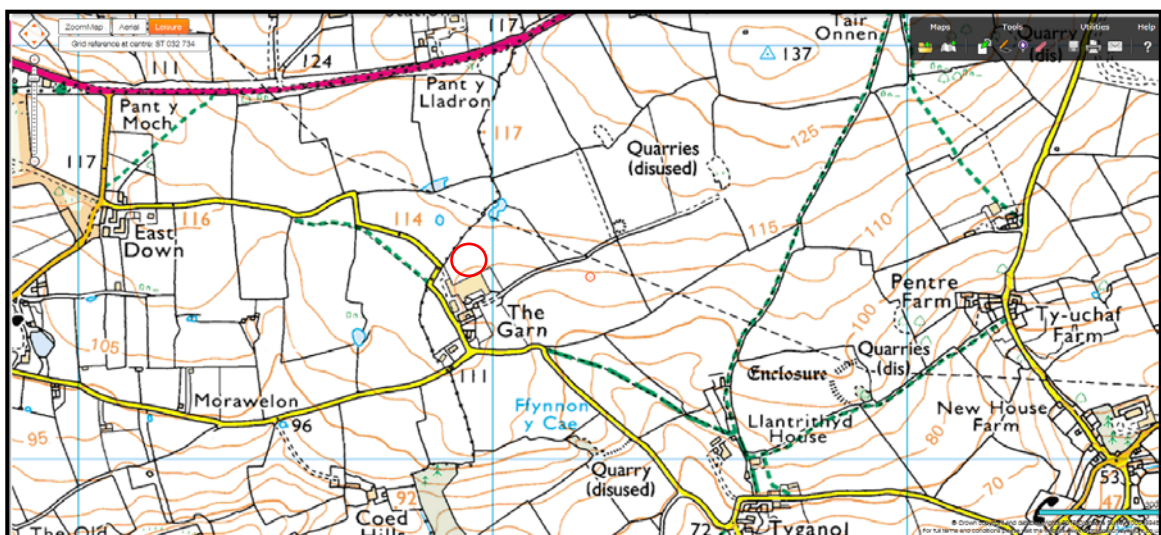 ZoomMap Aerial Leisure
Grid reference at centre: ST 032 734
Maps Tools Utilities Help
?
117
124
111
Pant y
Moch
117
Pant y
Lladron
117
Tair
Onnen
137
Quarry
(dis)
125
Quarries
(disused)
116
114
East
Down
115
110
The
Garn
Pentre
Farm
100
Ty-uchaf
Farm
105
111
Quarries
(dis)
Enclosure
Morawelon
96
95
Ffynnon
y Cae
Llantrithyd
House
80
New House
Farm
Quarry
(disused)
70
92
Coed
Hills
53
47
The Old
72
Tyganol